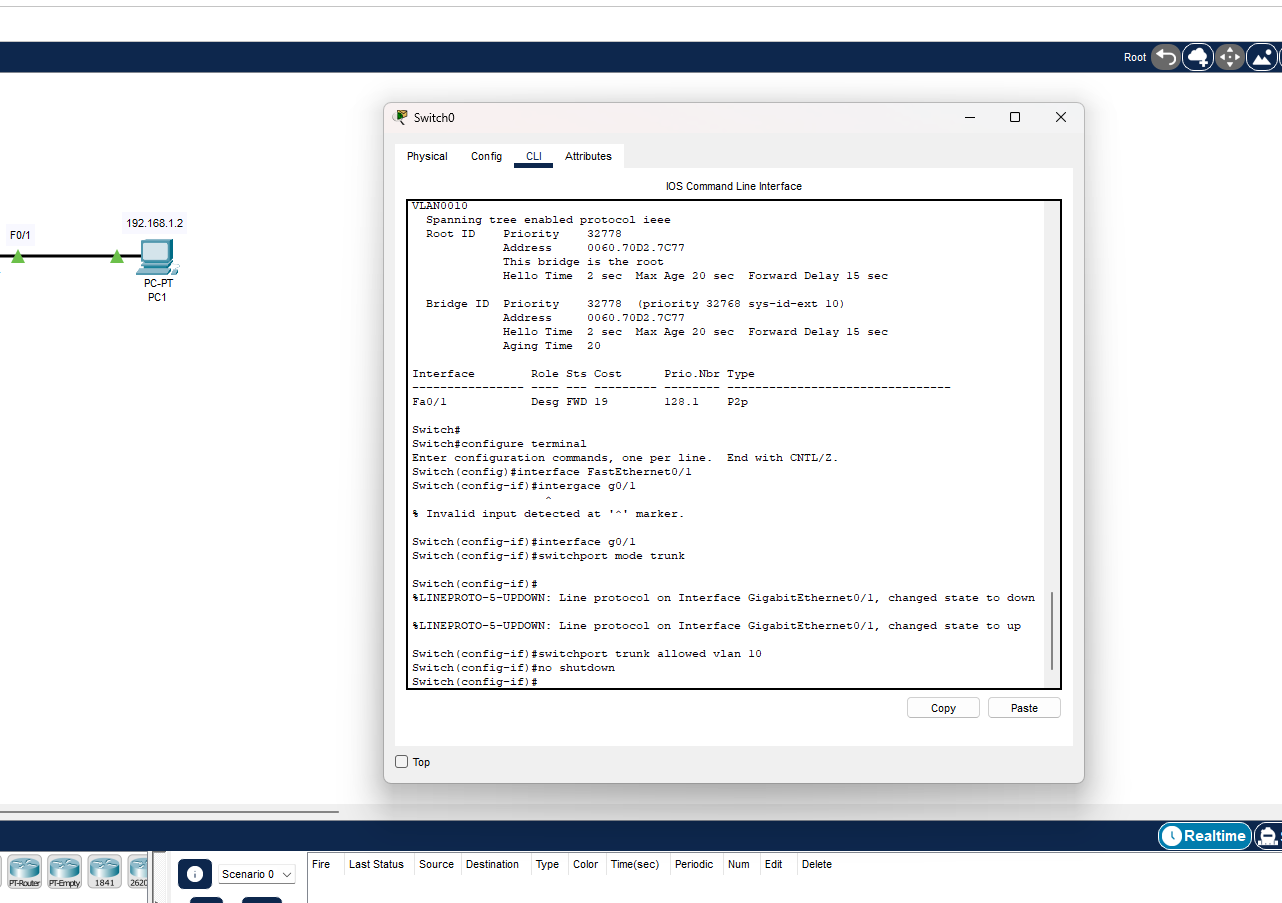 Root
Switch0
Physical Config CLI Attributes
IOS Command Line Interface
VLAN0010
Spanning tree enabled protocol ieee
Root ID Priority 32778
Address 0060.70D2.7C77
This bridge is the root
Hello Time 2 sec Max Age 20 sec Forward Delay 15 sec
Bridge ID Priority 32778 (priority 32768 sys-id-ext 10)
Address 0060.70D2.7C77
Hello Time 2 sec Max Age 20 sec Forward Delay 15 sec
Aging Time 20
Interface Role Sts Cost Prio.Nbr Type
---------------- ---- --- --------- -------- --------------------------------
Fa0/1 Desg FWD 19 128.1 P2p
Switch#
Switch#configure terminal
Enter configuration commands, one per line. End with CNTL/Z.
Switch(config)#interface FastEthernet0/1
Switch(config-if)#intergace g0/1
^
% Invalid input detected at '^' marker.
Switch(config-if)#interface g0/1
Switch(config-if)#switchport mode trunk
Switch(config-if)#
%LINEPROTO-5-UPDOWN: Line protocol on Interface GigabitEthernet0/1, changed state to down
%LINEPROTO-5-UPDOWN: Line protocol on Interface GigabitEthernet0/1, changed state to up
Switch(config-if)#switchport trunk allowed vlan 10
Switch(config-if)#no shutdown
Switch(config-if)#
Copy Paste
Top
192.168.1.2
F0/1
PC-PT
PC1
Realtime
PT-Router PT-Empty 1841 2620
Scenario 0
Fire Last Status Source Destination Type Color Time(sec) Periodic Num Edit Delete